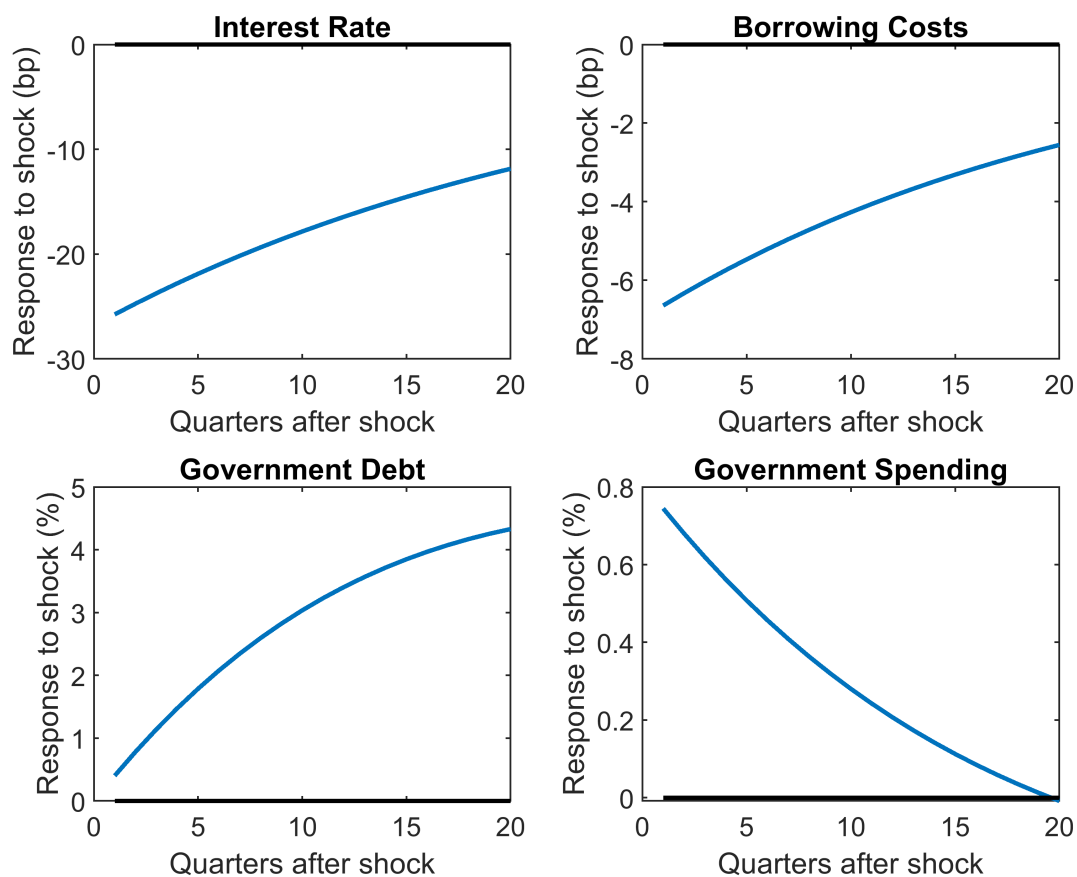 Interest Rate
Response to shock (bp)
0
-10
-20
-30
0 5 10 15 20
Quarters after shock
Borrowing Costs
Response to shock (bp)
0
-2
-4
-6
-8
0 5 10 15 20
Quarters after shock
Government Debt
Response to shock (%)
5
4
3
2
1
0
0 5 10 15 20
Quarters after shock
Government Spending
Response to shock (%)
0.8
0.6
0.4
0.2
0
0 5 10 15 20
Quarters after shock